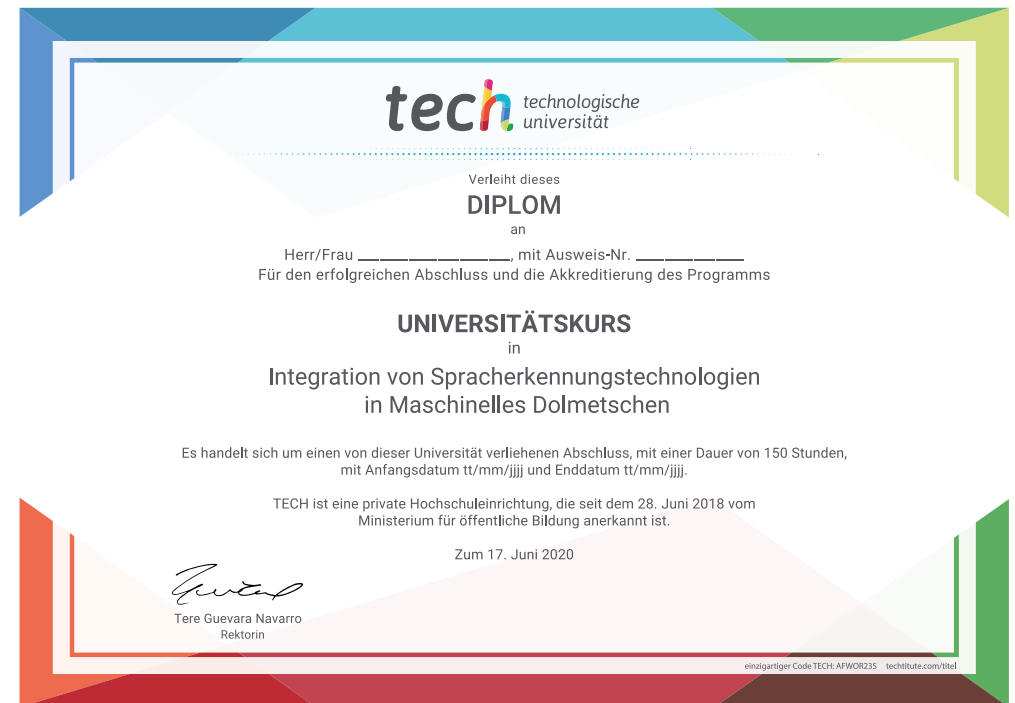 tech technologische
universität
Verleiht dieses
DIPLOM
an
Herr/Frau ________________, mit Ausweis-Nr. ____________
Für den erfolgreichen Abschluss und die Akkreditierung des Programms
UNIVERSITÄTSKURS
in
Integration von Spracherkennungstechnologien
in Maschinelles Dolmetschen
Es handelt sich um einen von dieser Universität verliehenen Abschluss, mit einer Dauer von 150 Stunden,
mit Anfangsdatum tt/mm/jjjj und Enddatum tt/mm/jjjj.
TECH ist eine private Hochschuleinrichtung, die seit dem 28. Juni 2018 vom
Ministerium für öffentliche Bildung anerkannt ist.
Zum 17. Juni 2020
Tere Guevara Navarro
Rektorin
einzigartiger Code TECH: AFWOR23S techtitute.com/titel